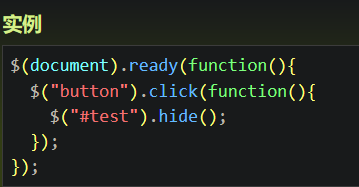 实例
$(document).ready(function(){
  $("button").click(function(){
    $("#test").hide();
  });
});